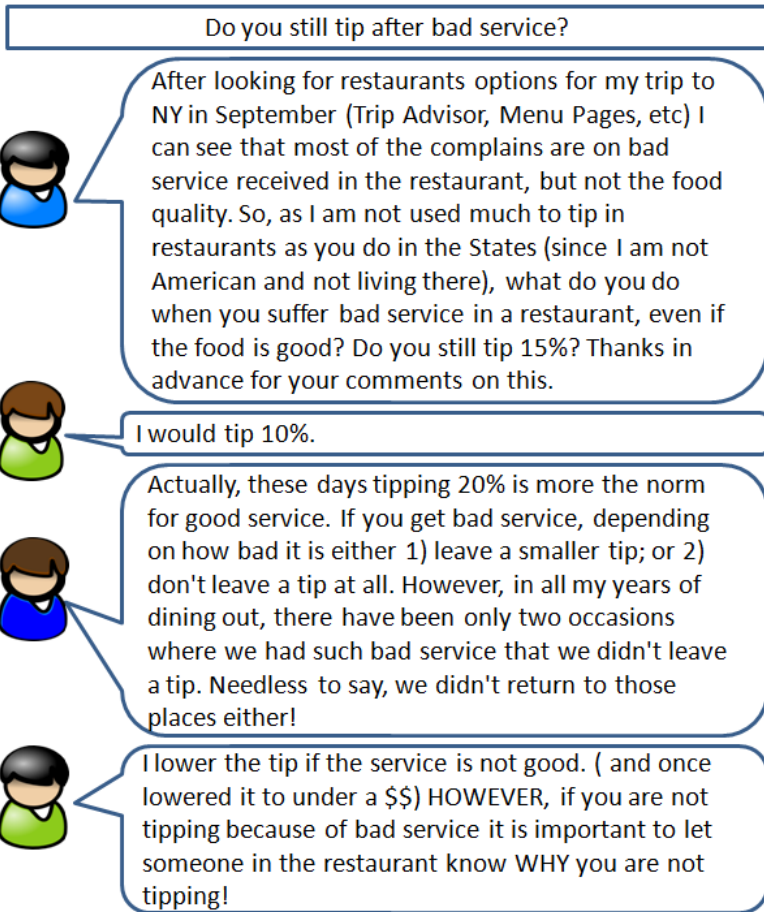 Do you still tip after bad service?
After looking for restaurants options for my trip to
NY in September (Trip Advisor, Menu Pages, etc) I
can see that most of the complains are on bad
service received in the restaurant, but not the food
quality. So, as I am not used much to tip in
restaurants as you do in the States (since I am not
American and not living there), what do you do
when you suffer bad service in a restaurant, even if
the food is good? Do you still tip 15%? Thanks in
advance for your comments on this.
I would tip 10%.
Actually, these days tipping 20% is more the norm
for good service. If you get bad service, depending
on how bad it is either 1) leave a smaller tip; or 2)
don't leave a tip at all. However, in all my years of
dining out, there have been only two occasions
where we had such bad service that we didn't leave
a tip. Needless to say, we didn't return to those
places either!
I lower the tip if the service is not good. ( and once
lowered it to under a $$) HOWEVER, if you are not
tipping because of bad service it is important to let
someone in the restaurant know WHY you are not
tipping!